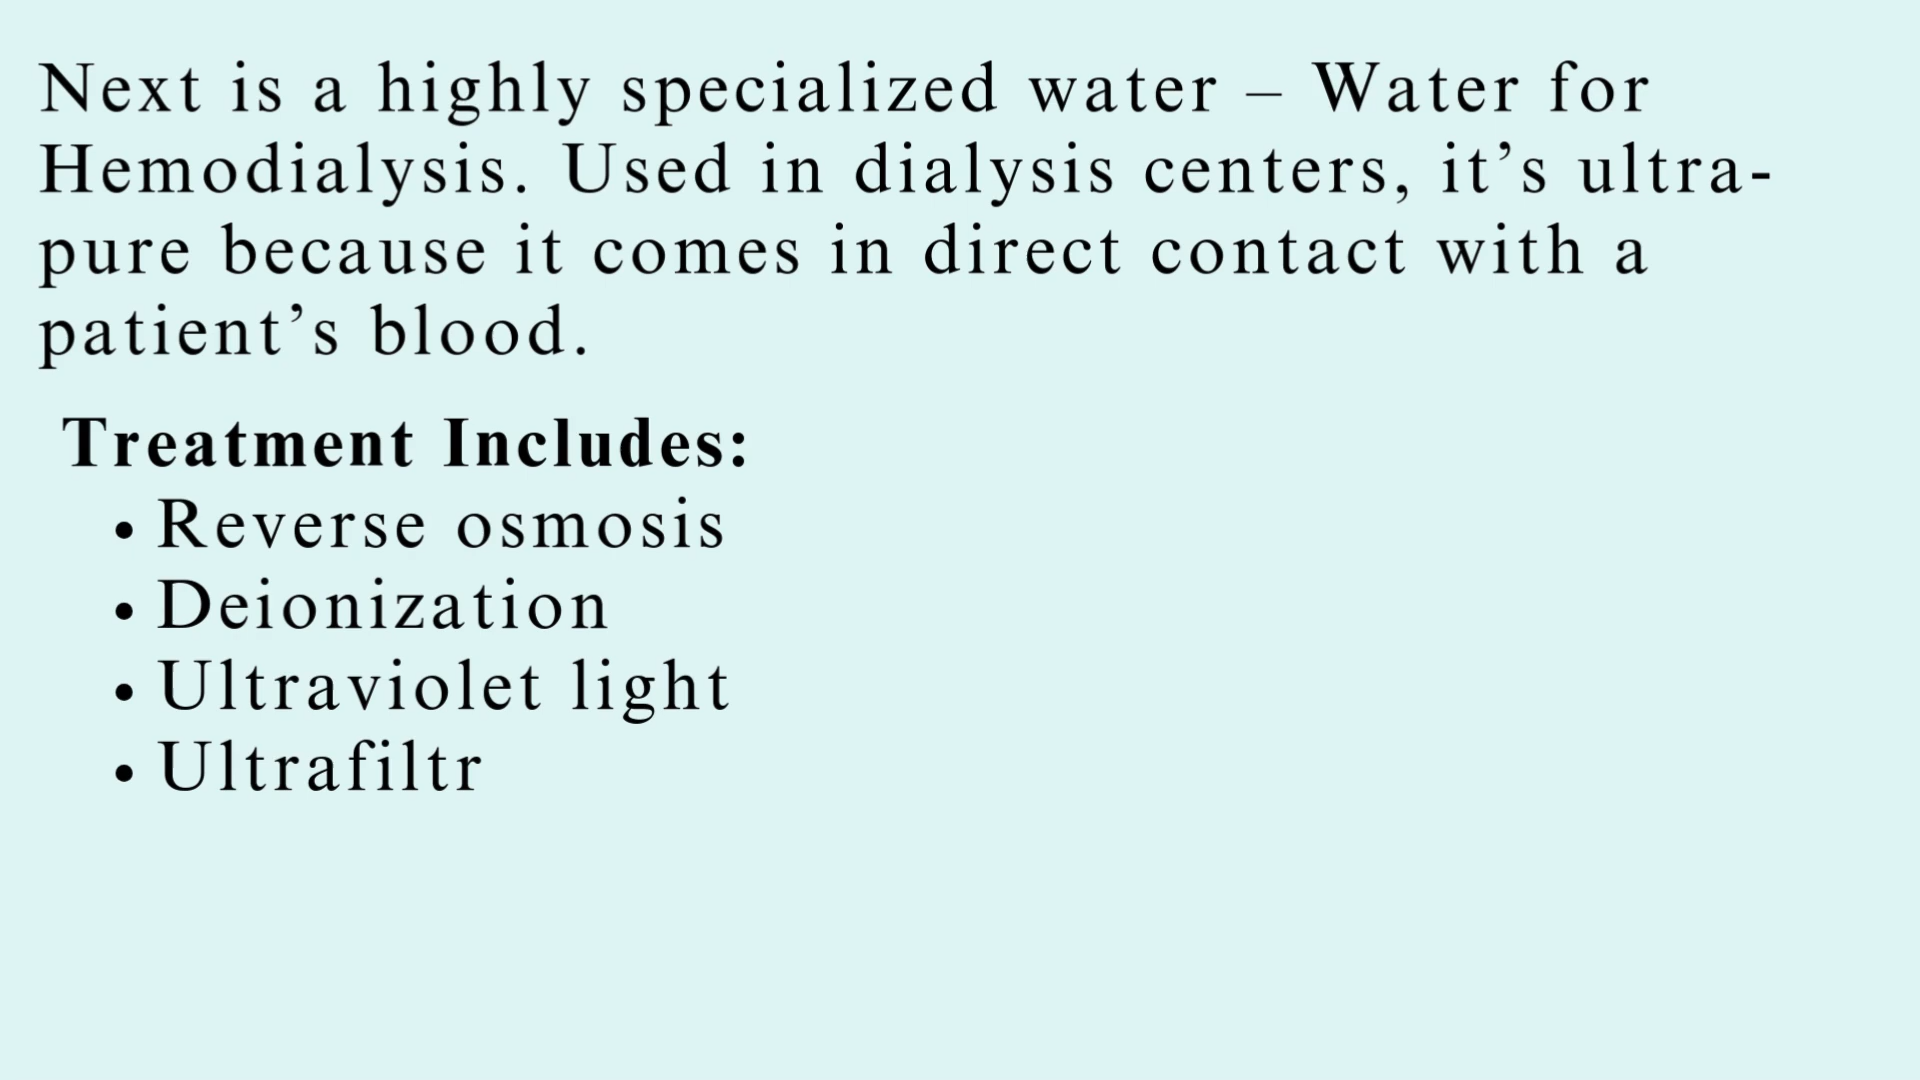 Next is a highly specialized water – Water for
Hemodialysis. Used in dialysis centers, it’s ultra-
pure because it comes in direct contact with a
patient’s blood.
Treatment Includes:
• Reverse osmosis
• Deionization
• Ultraviolet light
• Ultrafiltr